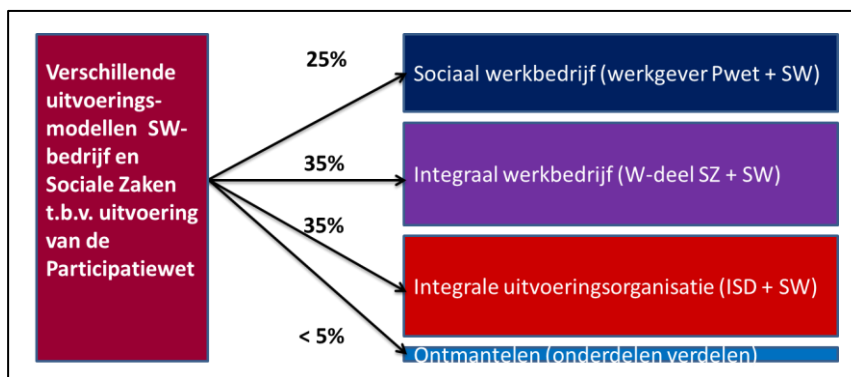 Verschillende
uitvoerings-
modellen SW-
bedrijf en
Sociale Zaken
t.b.v. uitvoering
van de
Participatiewet
25%
Sociaal werkbedrijf (werkgever Pwet + SW)
35%
Integraal werkbedrijf (W-deel SZ + SW)
35%
Integrale uitvoeringsorganisatie (ISD + SW)
< 5%
Ontmantelen (onderdelen verdelen)